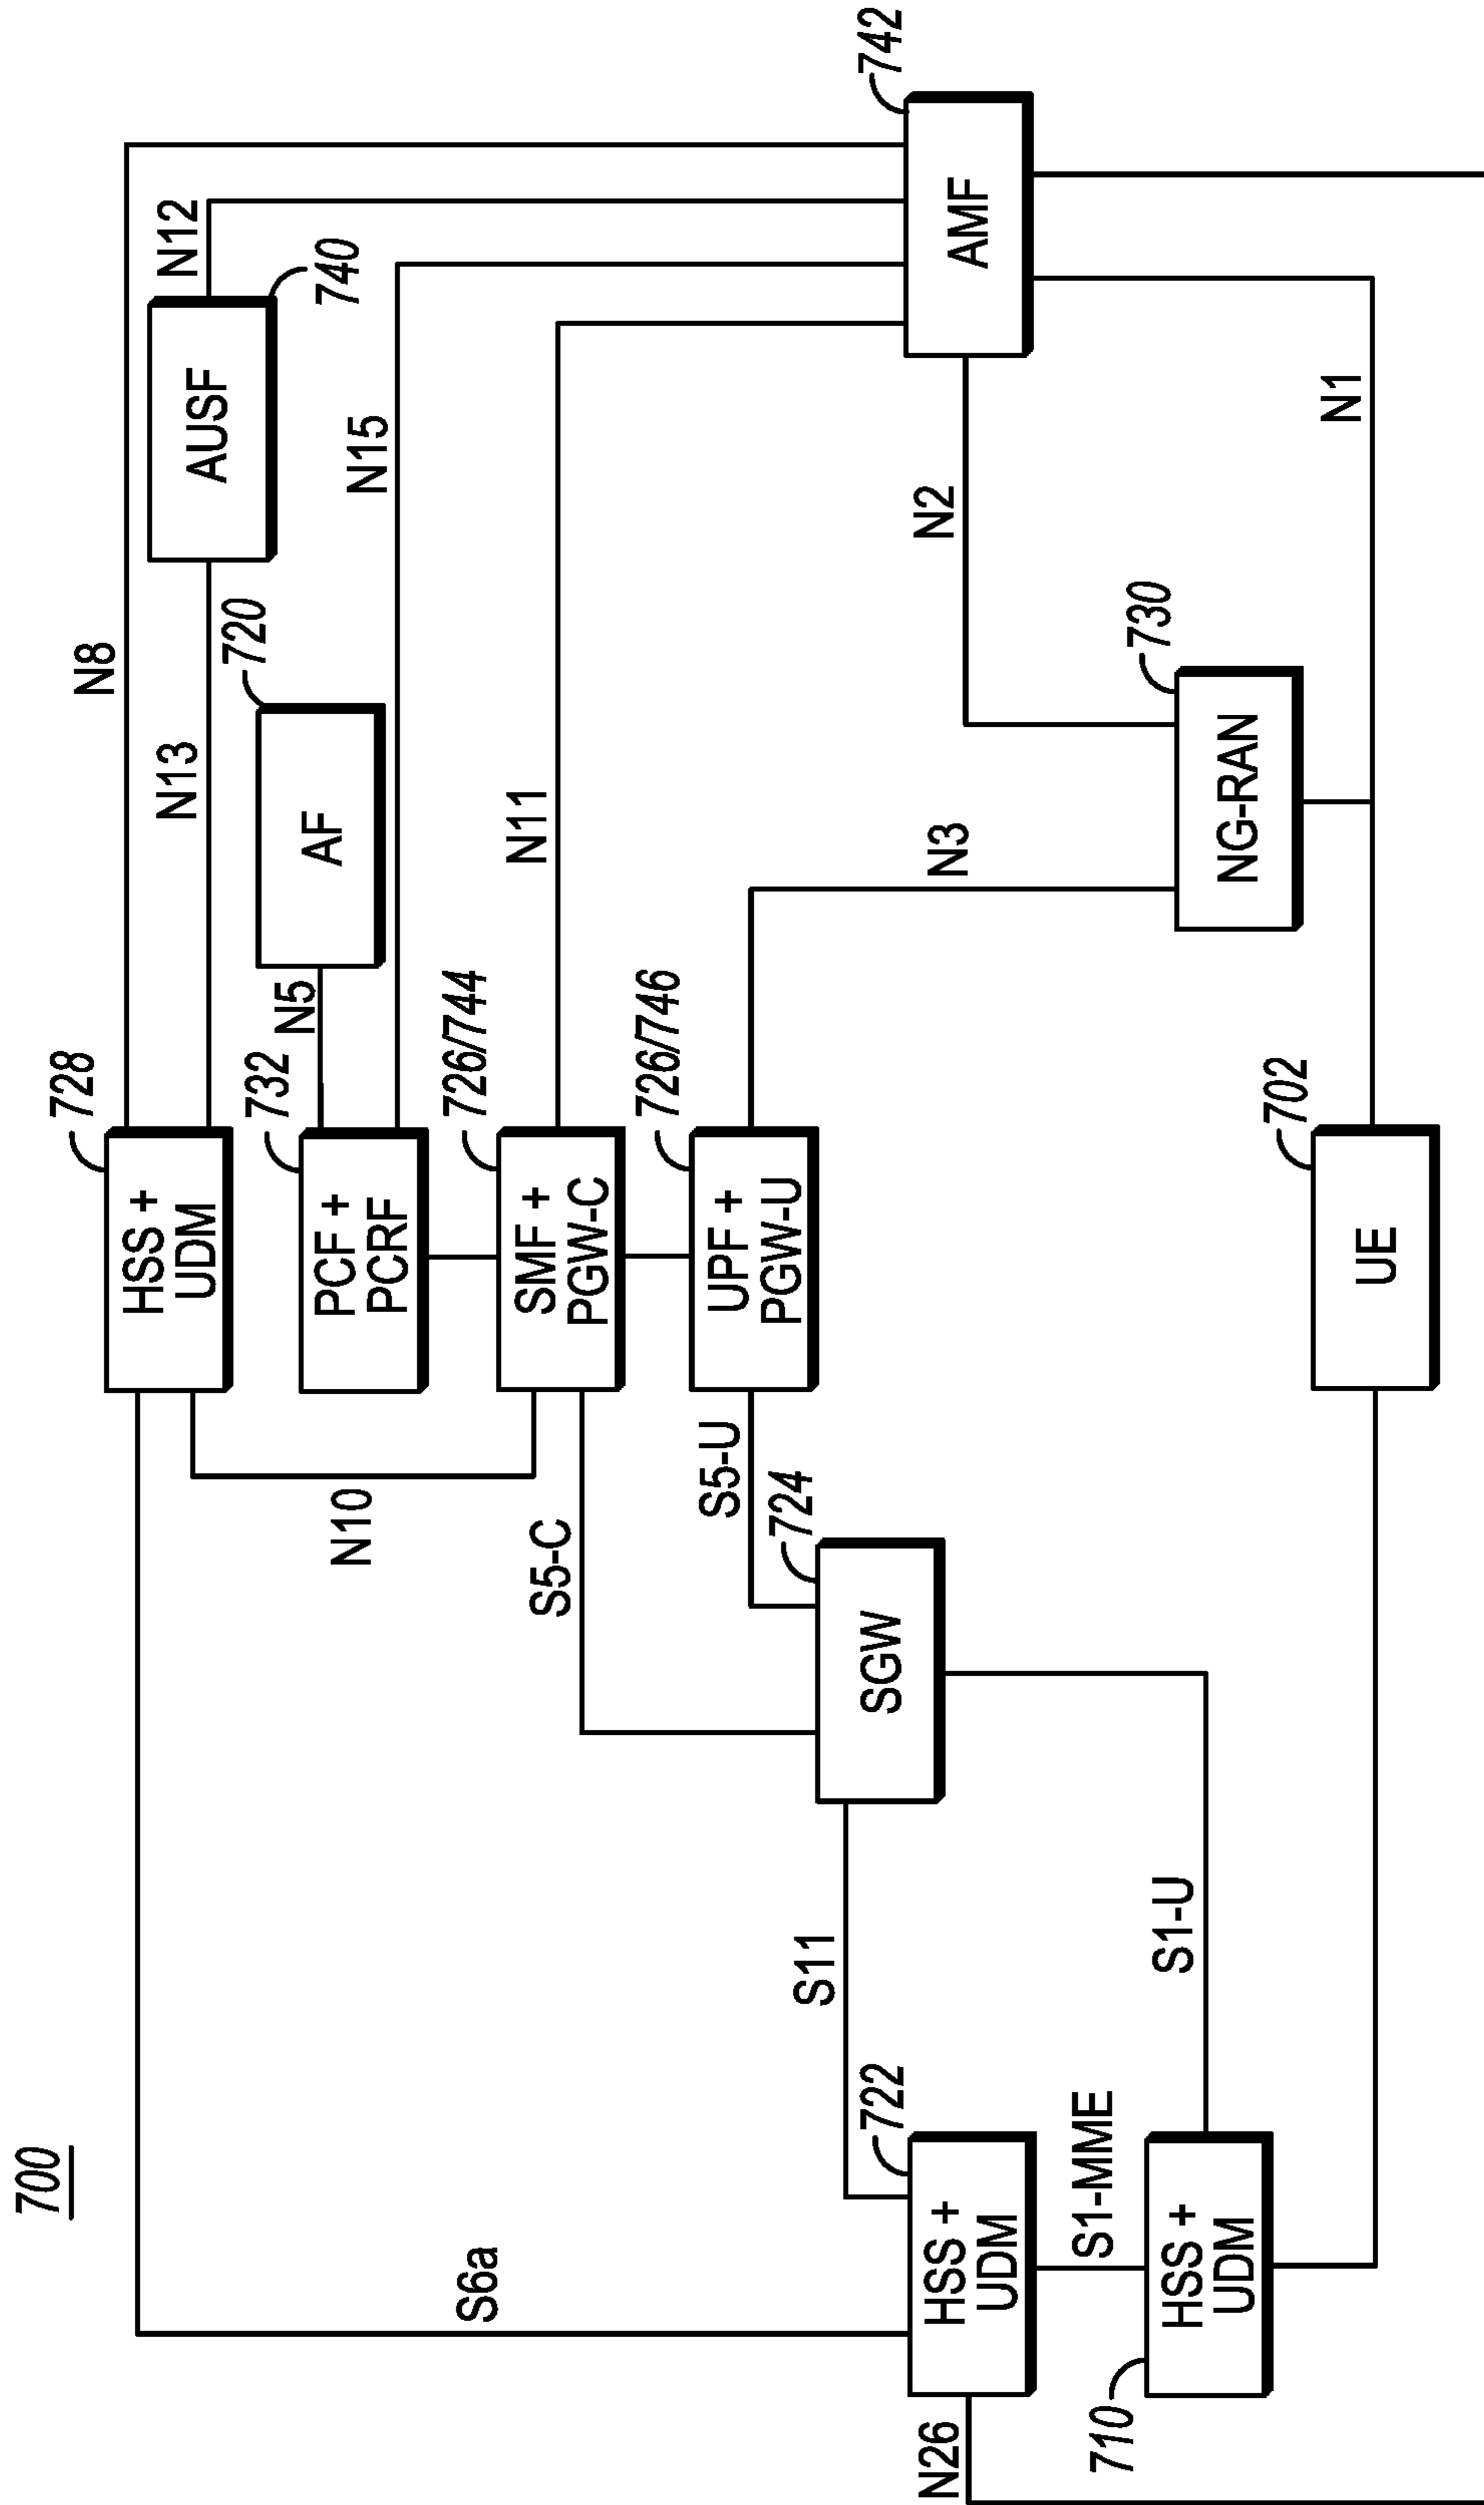 700
728
N8
HSS +
UDM
N13
N12
AUSF
720
732
N5
AF
740
PCF +
PCRF
N10
N15
726/744
S6a
N11
SMF +
PGW-C
S5-C
726/746
S5-U
UPF +
PGW-U
724
S11
SGW
722
742
N26
HSS +
UDM
N3
N2
AMF
S1-MME
710
730
S1-U
HSS +
UDM
NG-RAN
702
N1
UE